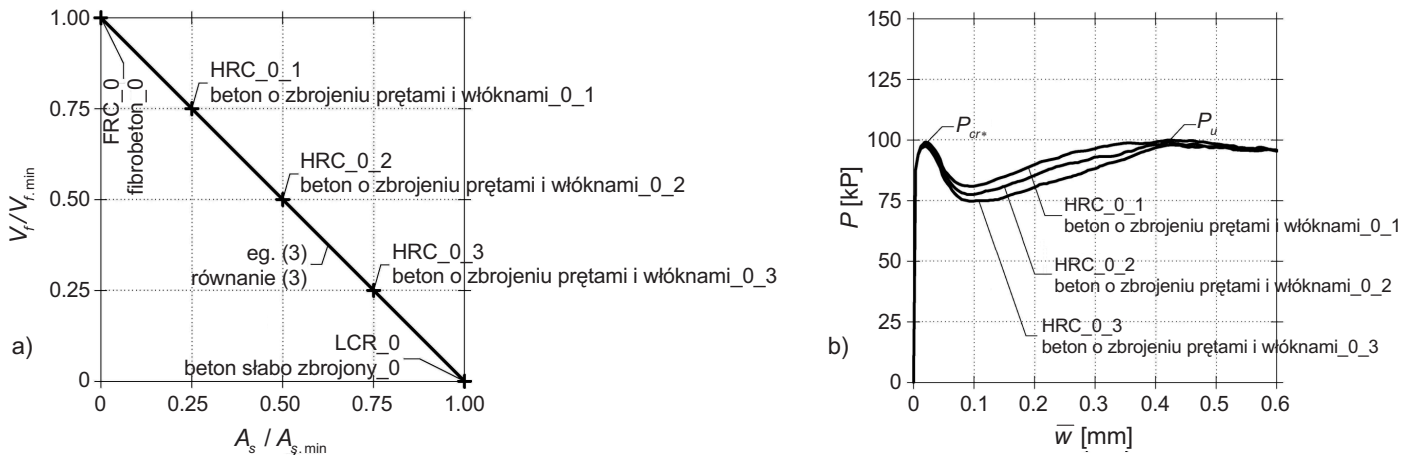 1.00
0.75
0.50
0.25
0
V_f/V_f.min
FRC_0
fibrobeton_0
HRC_0_1
beton o zbrojeniu prętami i włóknami_0_1
HRC_0_2
beton o zbrojeniu prętami i włóknami_0_2
eg. (3)
równanie (3)
HRC_0_3
beton o zbrojeniu prętami i włóknami_0_3
LCR_0
beton słabo zbrojony_0
a)
0 0.25 0.50 0.75 1.00
A_s / A_s.min
150
125
100
75
50
25
0
P [kP]
P_cr*
P_u
HRC_0_1
beton o zbrojeniu prętami i włóknami_0_1
HRC_0_2
beton o zbrojeniu prętami i włóknami_0_2
HRC_0_3
beton o zbrojeniu prętami i włóknami_0_3
b)
0 0.1 0.2 0.3 0.4 0.5 0.6
w̅ [mm]